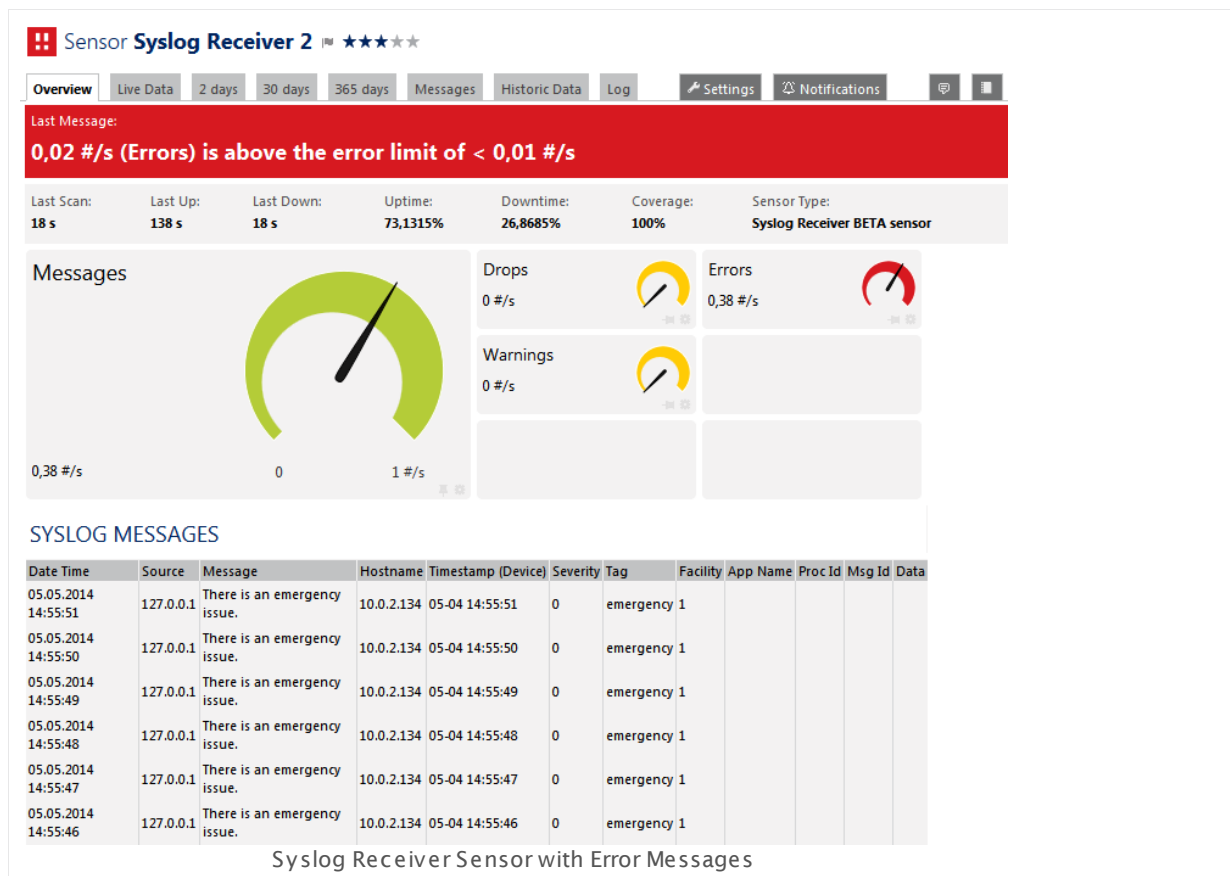 Sensor Syslog Receiver 2
Overview Live Data 2 days 30 days 365 days Messages Historic Data Log Settings Notifications
Last Message:
0,02 #/s (Errors) is above the error limit of < 0,01 #/s
Last Scan: Last Up: Last Down: Uptime: Downtime: Coverage: Sensor Type:
18 s 138 s 18 s 73,1315% 26,8685% 100% Syslog Receiver BETA sensor
Messages
0,38 #/s 0 1 #/s
Drops
0 #/s
Errors
0,38 #/s
Warnings
0 #/s
SYSLOG MESSAGES
Date Time Source Message Hostname Timestamp (Device) Severity Tag Facility App Name Proc Id Msg Id Data
05.05.2014 14:55:51 127.0.0.1 There is an emergency issue. 10.0.2.134 05-04 14:55:51 0 emergency 1
05.05.2014 14:55:50 127.0.0.1 There is an emergency issue. 10.0.2.134 05-04 14:55:50 0 emergency 1
05.05.2014 14:55:49 127.0.0.1 There is an emergency issue. 10.0.2.134 05-04 14:55:49 0 emergency 1
05.05.2014 14:55:48 127.0.0.1 There is an emergency issue. 10.0.2.134 05-04 14:55:48 0 emergency 1
05.05.2014 14:55:47 127.0.0.1 There is an emergency issue. 10.0.2.134 05-04 14:55:47 0 emergency 1
05.05.2014 14:55:46 127.0.0.1 There is an emergency issue. 10.0.2.134 05-04 14:55:46 0 emergency 1
Syslog Receiver Sensor with Error Messages